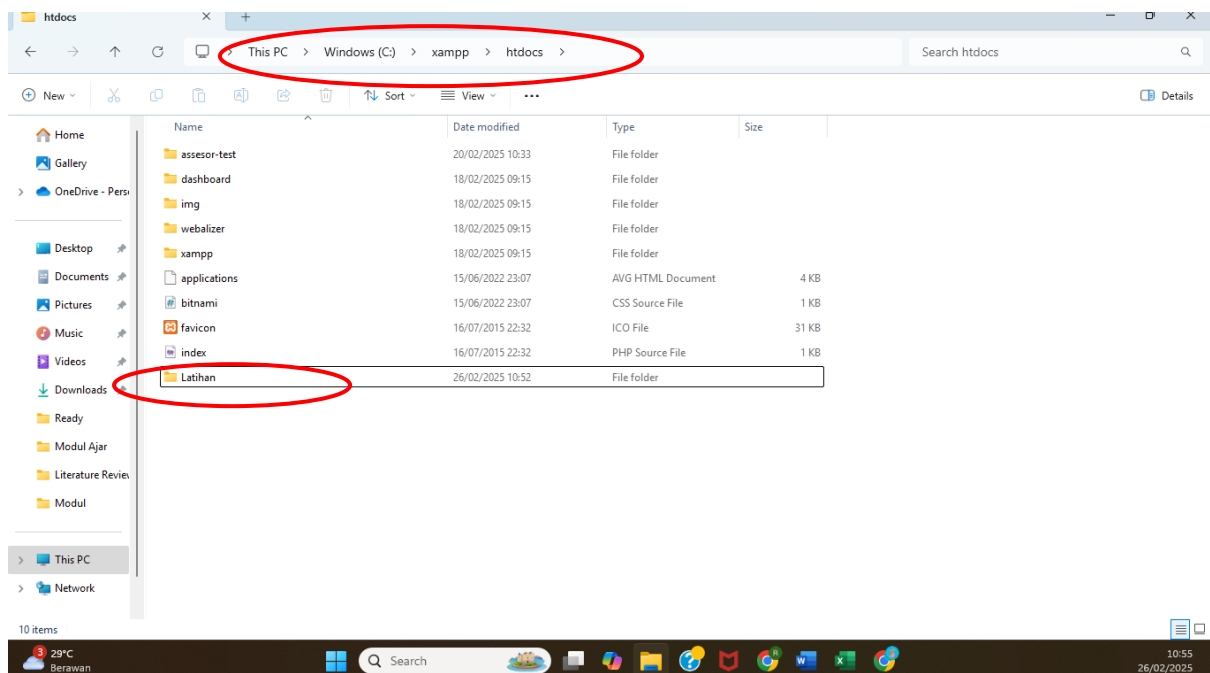 htdocs
This PC > Windows (C:) > xampp > htdocs >
Search htdocs
New
Sort
View
Details
Home
Gallery
OneDrive - Pers
Desktop
Documents
Pictures
Music
Videos
Downloads
Ready
Modul Ajar
Literature Review
Modul
This PC
Network
Name Date modified Type Size
assesor-test 20/02/2025 10:33 File folder
dashboard 18/02/2025 09:15 File folder
img 18/02/2025 09:15 File folder
webalizer 18/02/2025 09:15 File folder
xampp 18/02/2025 09:15 File folder
applications 15/06/2022 23:07 AVG HTML Document 4 KB
bitnami 15/06/2022 23:07 CSS Source File 1 KB
favicon 16/07/2015 22:32 ICO File 31 KB
index 16/07/2015 22:32 PHP Source File 1 KB
Latihan 26/02/2025 10:52 File folder
10 items
3
29°C
Berawan
Search
10:55
26/02/2025